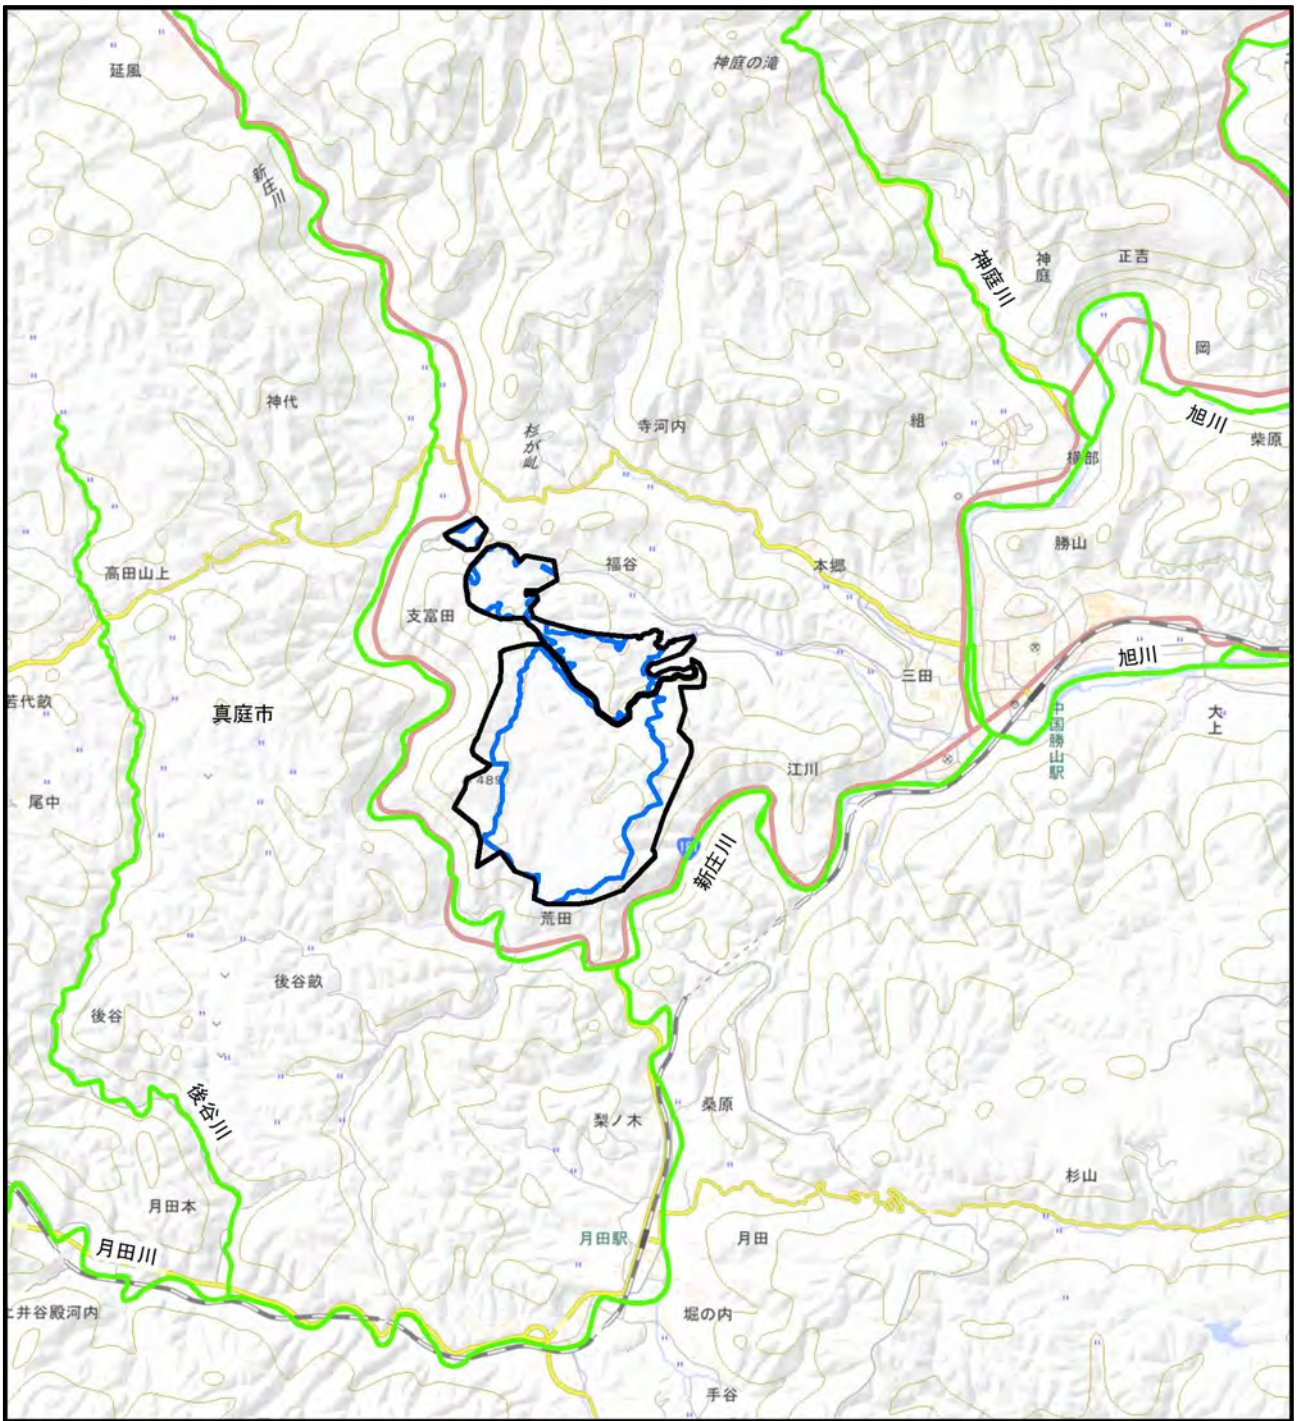 延風
神庭の滝
新庄川
神庭川
神庭
正吉
岡
旭川
柴原
神代
杉が乢
寺河内
組
横部
勝山
高田山上
福谷
本郷
支富田
三田
旭川
若代畝
真庭市
大上
中国勝山駅
489
江川
尾中
新庄川
荒田
後谷畝
後谷
後谷川
桑原
梨ノ木
杉山
月田本
月田駅
月田
月田川
上井谷殿河内
堀の内
手谷